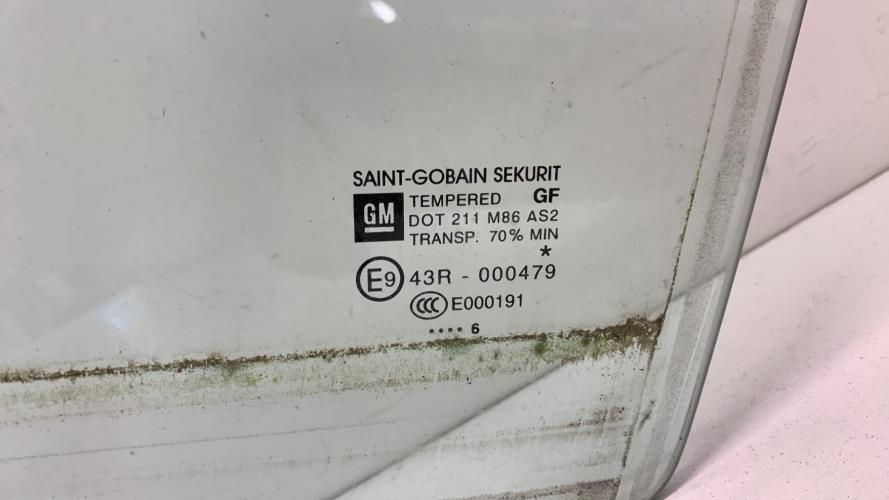 SAINT-GOBAIN SEKURIT
GM TEMPERED GF
DOT 211 M86 AS2
TRANSP. 70% MIN
*
E9 43R - 000479
CCC E000191
•••• 6